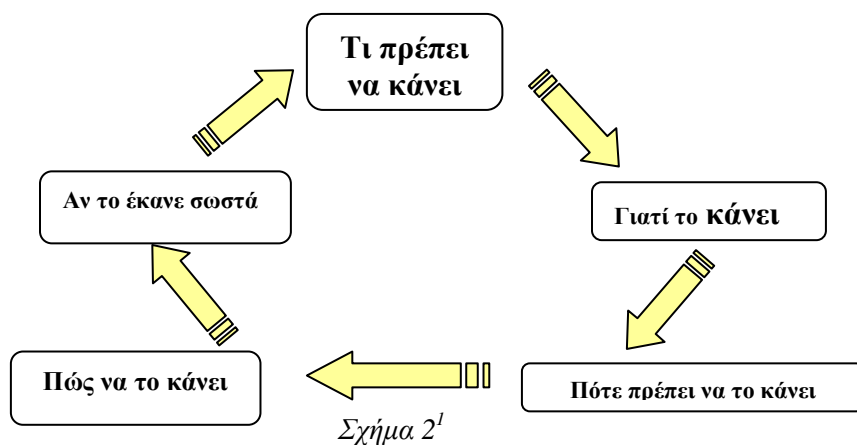 Τι πρέπει
να κάνει
Αν το έκανε σωστά
Γιατί το κάνει
Πώς να το κάνει
Πότε πρέπει να το κάνει
Σχήμα 2¹